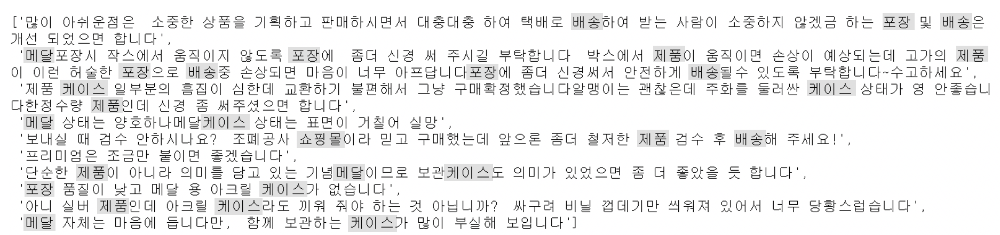 ['많이 아쉬운점은  소중한 상품을 기획하고 판매하시면서 대충대충 하여 택배로 배송하여 받는 사람이 소중하지 않겠금 하는 포장 및 배송은
개선 되었으면 합니다',
'메달포장시 작스에서 움직이지 않도록 포장에  좀더 신경 써 주시길 부탁합니다  박스에서 제품이 움직이면 손상이 예상되는데 고가의 제품
이 이런 허술한 포장으로 배송중 손상되면 마음이 너무 아프답니다포장에 좀더 신경써서 안전하게 배송될수 있도록 부탁합니다~수고하세요',
'제품 케이스 일부분의 흠집이 심한데 교환하기 불편해서 그냥 구매확정했습니다알맹이는 괜찮은데 주화를 둘러싼 케이스 상태가 영 안좋습니
다한정수량 제품인데 신경 좀 써주셨으면 합니다',
'메달 상태는 양호하나메달케이스 상태는 표면이 거칠어 실망',
'보내실 때 검수 안하시나요?  조폐공사 쇼핑몰이라 믿고 구매했는데 앞으론 좀더 철저한 제품 검수 후 배송해 주세요!',
'프리미엄은 조금만 붙이면 좋겠습니다',
'단순한 제품이 아니라 의미를 담고 있는 기념메달이므로 보관케이스도 의미가 있었으면 좀 더 좋았을 듯 합니다',
'포장 품질이 낮고 메달 용 아크릴 케이스가 없습니다',
'아니 실버 제품인데 아크릴 케이스라도 끼워 줘야 하는 것 아닙니까?  싸구려 비닐 껍데기만 씌워져 있어서 너무 당황스럽습니다',
'메달 자체는 마음에 듭니다만,  함께 보관하는 케이스가 많이 부실해 보입니다']